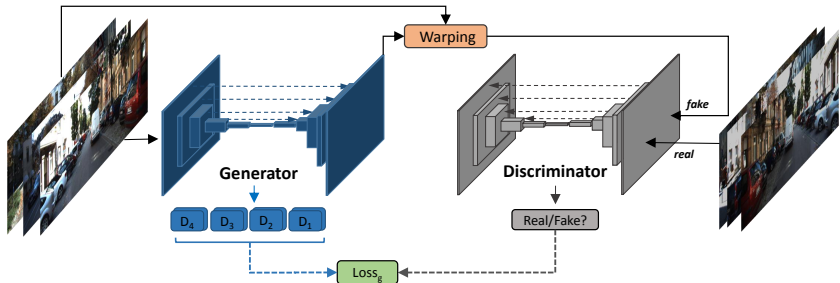 Warping
fake
real
Generator
Discriminator
D4 D3 D2 D1
Real/Fake?
Lossg